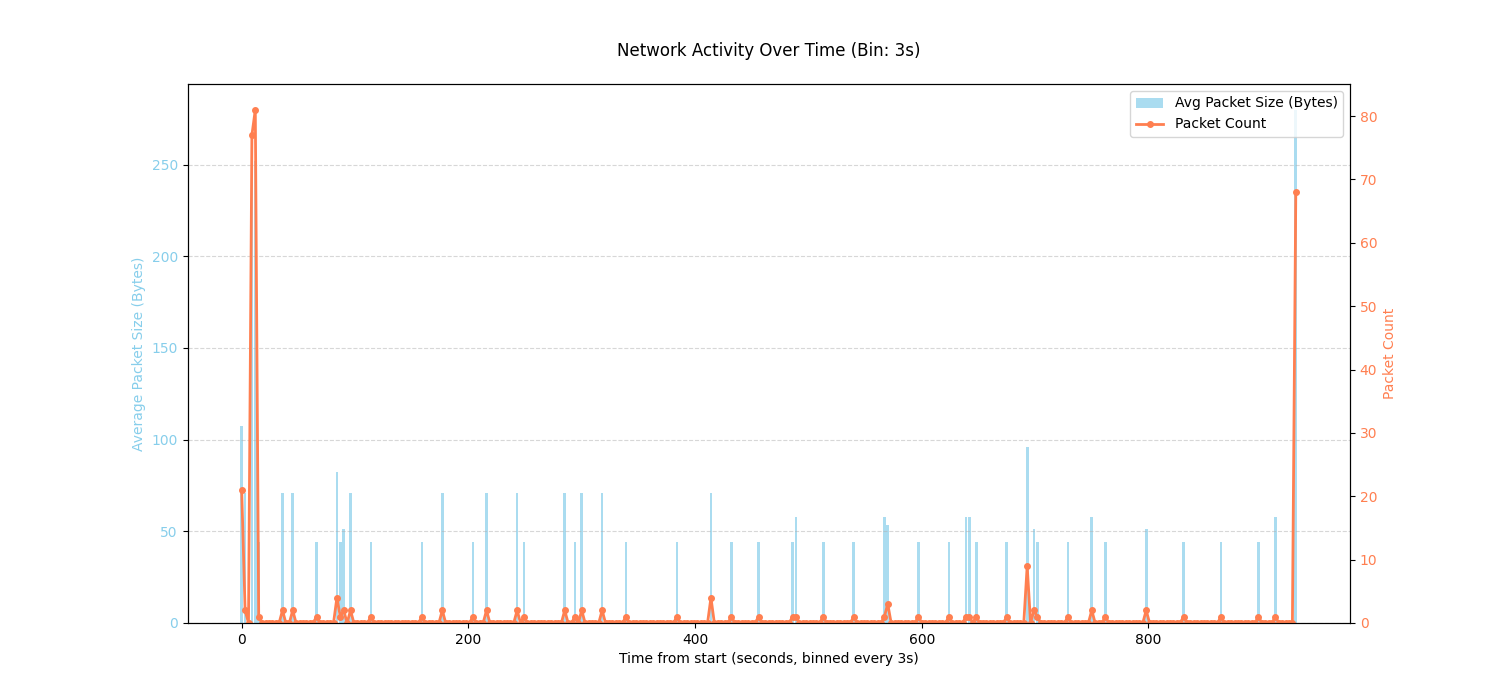 Network Activity Over Time (Bin: 3s)
Avg Packet Size (Bytes)
Packet Count
250
200
150
100
50
0
Average Packet Size (Bytes)
80
70
60
50
40
30
20
10
0
Packet Count
0 200 400 600 800
Time from start (seconds, binned every 3s)